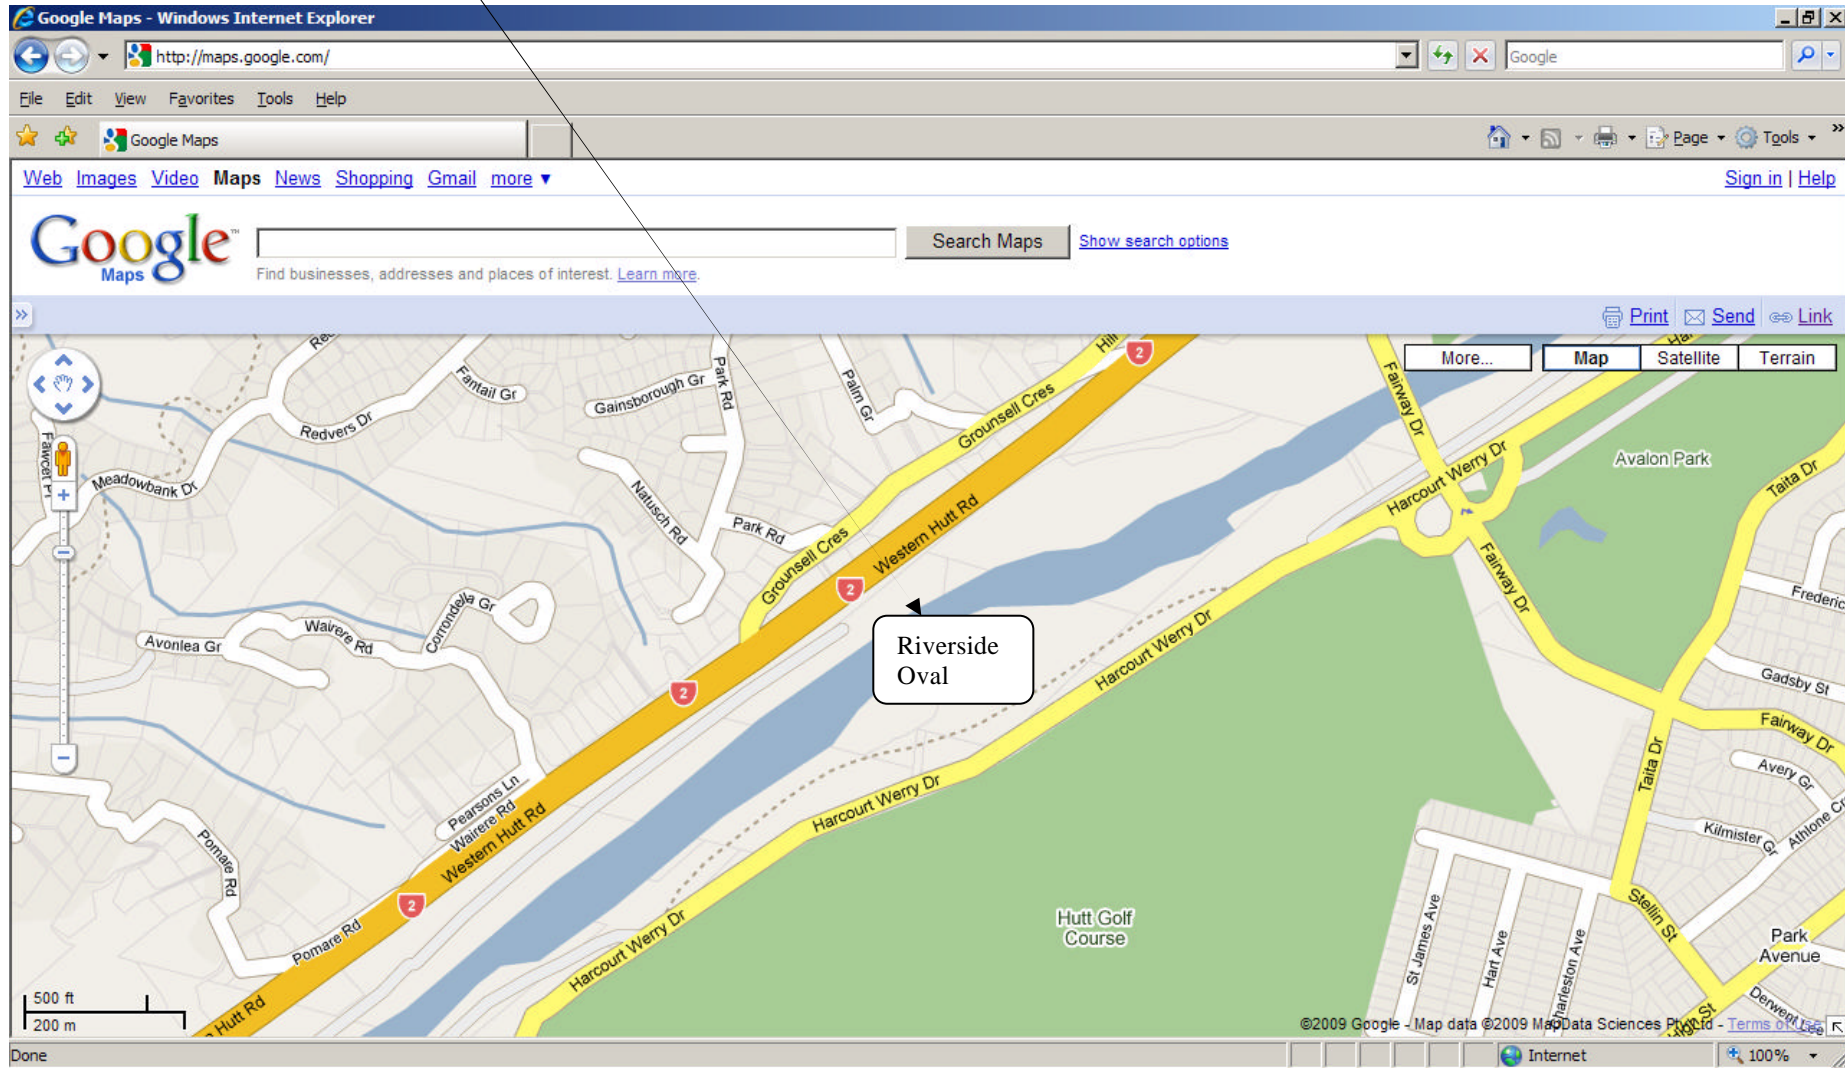 Google Maps - Windows Internet Explorer
http://maps.google.com/
Google
File Edit View Favorites Tools Help
Google Maps
Page Tools
Web Images Video Maps News Shopping Gmail more ▼
Sign in | Help
Google™
Maps
Search Maps
Show search options
Find businesses, addresses and places of interest. Learn more.
Print Send Link
More... Map Satellite Terrain
Fantail Gr
Gainsborough Gr
Park Rd
Palm Gr
2
Grounsell Cres
Fairway Dr
Redvers Dr
Avalon Park
Taita Dr
Meadowbank Dr
Natusch Rd
Park Rd
Western Hutt Rd
Harcourt Werry Dr
Grounsell Cres
2
Fairway Dr
Corrondella Gr
Wairere Rd
Avonlea Gr
Riverside
Oval
Harcourt Werry Dr
Gadsby St
2
Fairway Dr
Taita Dr
Avery Gr
Pearsons Ln
Wairere Rd
Western Hutt Rd
Harcourt Werry Dr
Kilmister Gr
Pomare Rd
2
Stellin St
Hutt Golf
Course
St James Ave
Hart Ave
Charleston Ave
Park
Avenue
Pomare Rd
Harcourt Werry Dr
500 ft
200 m
Hutt Rd
High St
©2009 Google - Map data ©2009 MapData Sciences PtyLtd - Terms of Use
Done
Internet
100%